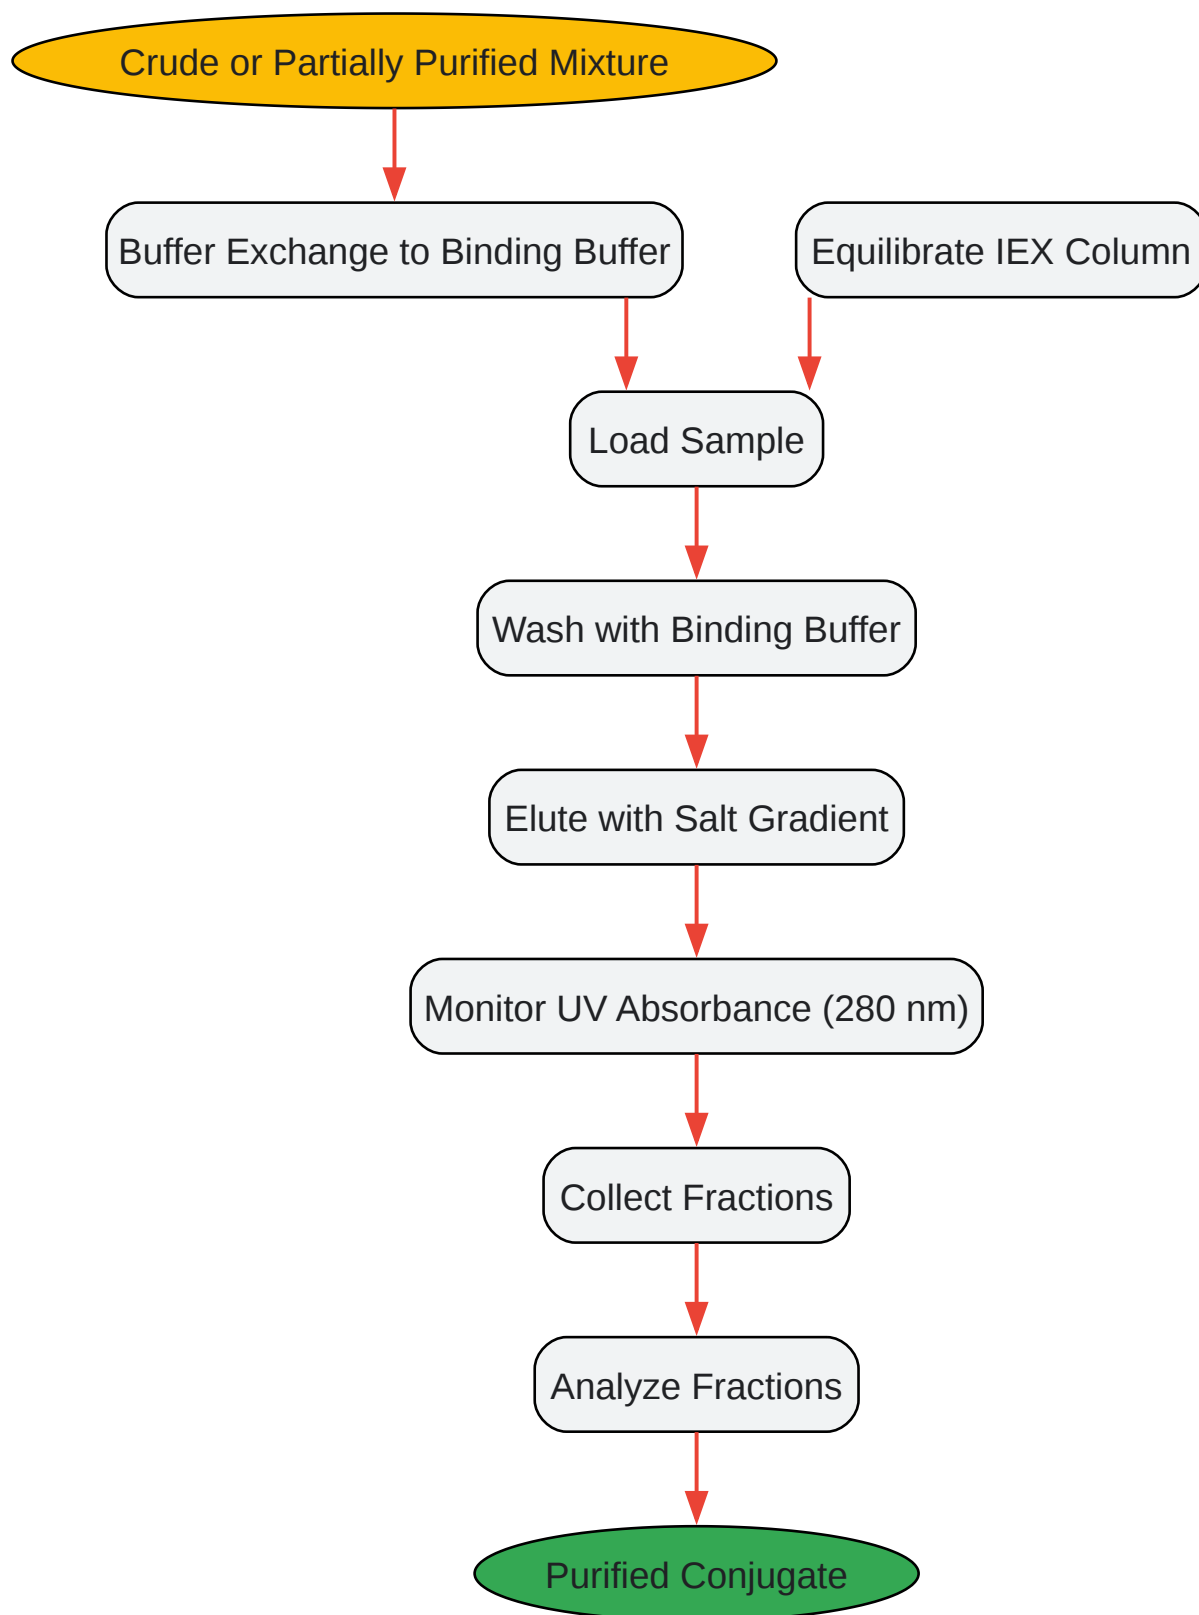 Crude or Partially Purified Mixture
Buffer Exchange to Binding Buffer
Equilibrate IEX Column
Load Sample
Wash with Binding Buffer
Elute with Salt Gradient
Monitor UV Absorbance (280 nm)
Collect Fractions
Analyze Fractions
Purified Conjugate